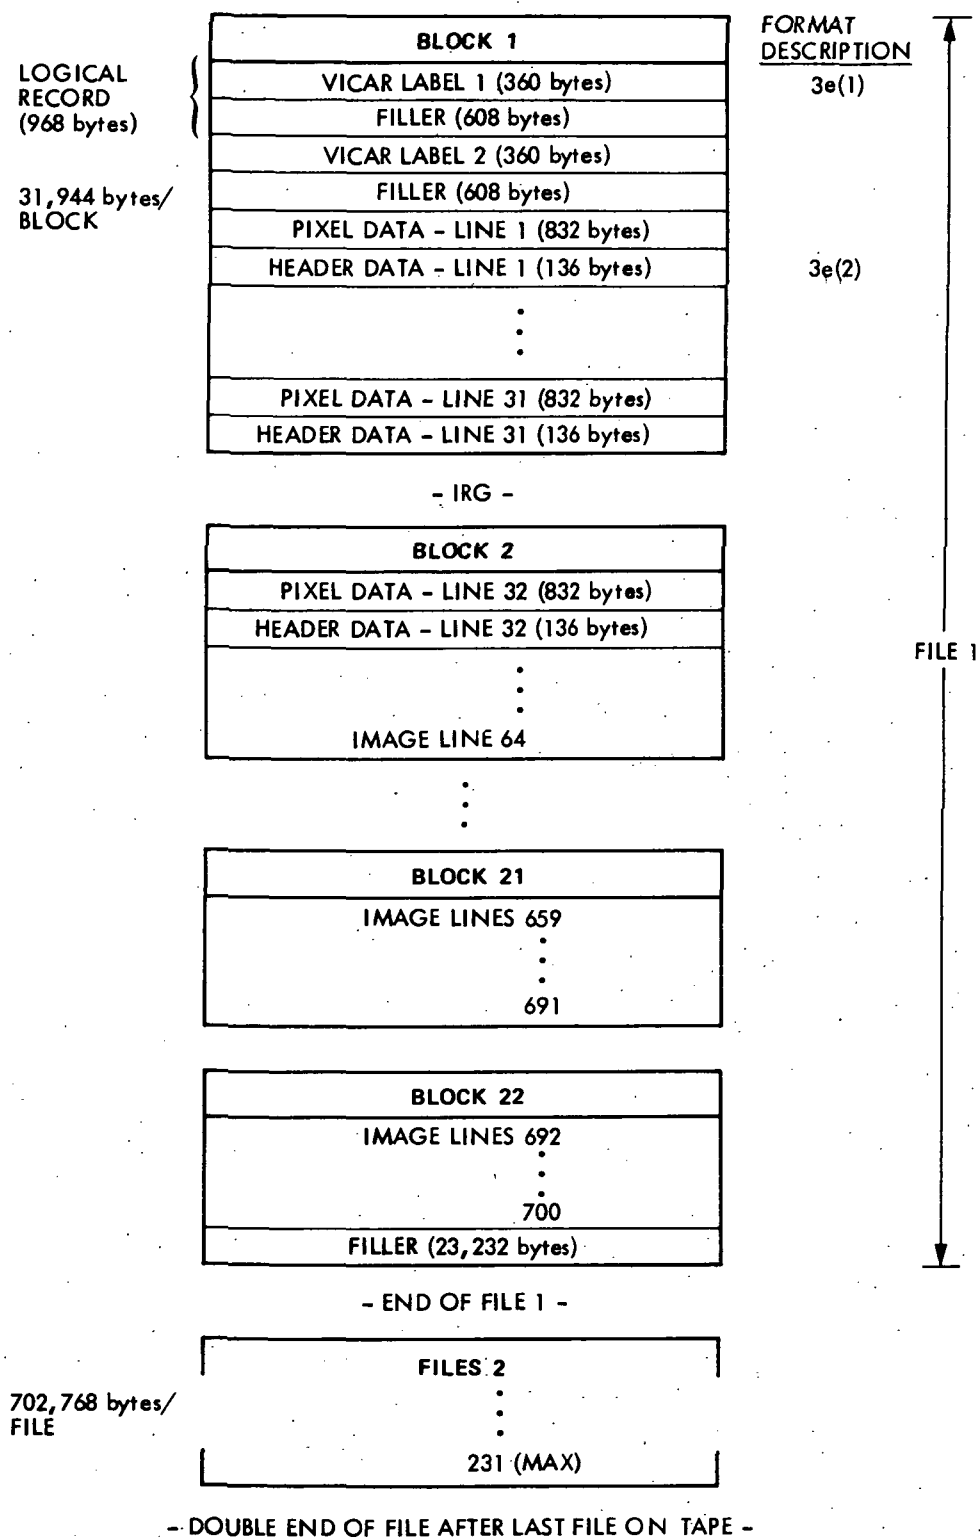 FORMAT
DESCRIPTION
BLOCK 1
LOGICAL
RECORD
(968 bytes)
VICAR LABEL 1 (360 bytes)
3e(1)
FILLER (608 bytes)
VICAR LABEL 2 (360 bytes)
31,944 bytes/
BLOCK
FILLER (608 bytes)
PIXEL DATA - LINE 1 (832 bytes)
HEADER DATA - LINE 1 (136 bytes)
3e(2)
PIXEL DATA - LINE 31 (832 bytes)
HEADER DATA - LINE 31 (136 bytes)
- IRG -
BLOCK 2
PIXEL DATA - LINE 32 (832 bytes)
HEADER DATA - LINE 32 (136 bytes)
FILE 1
IMAGE LINE 64
BLOCK 21
IMAGE LINES 659
691
BLOCK 22
IMAGE LINES 692
700
FILLER (23,232 bytes)
- END OF FILE 1 -
FILES 2
702,768 bytes/
FILE
231 (MAX)
- DOUBLE END OF FILE AFTER LAST FILE ON TAPE -